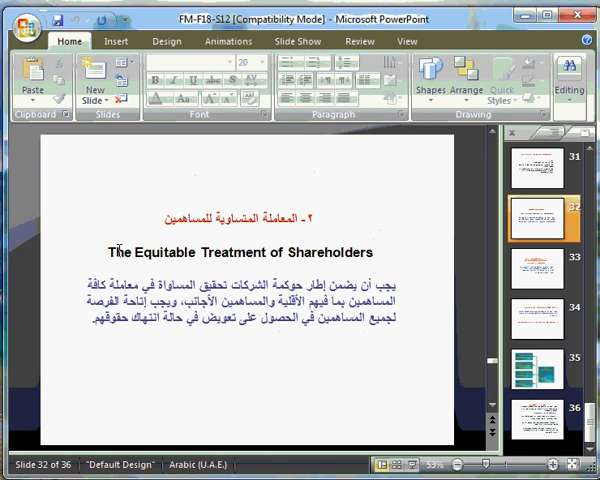 FM-F18-S12 [Compatibility Mode] - Microsoft PowerPoint
Home Insert Design Animations Slide Show Review View
Paste
New Slide
Shapes Arrange Quick Styles
Editing
Clipboard Slides Font Paragraph Drawing
20
٢- المعاملة المتساوية للمساهمين
The Equitable Treatment of Shareholders
يجب أن يضمن إطار حوكمة الشركات تحقيق المساواة في معاملة كافة
المساهمين بما فيهم الأقلية والمساهمين الأجانب، ويجب إتاحة الفرصة
لجميع المساهمين في الحصول على تعويض في حالة انتهاك حقوقهم.
31
32
33
34
35
36
Slide 32 of 36 "Default Design" Arabic (U.A.E.) 53%